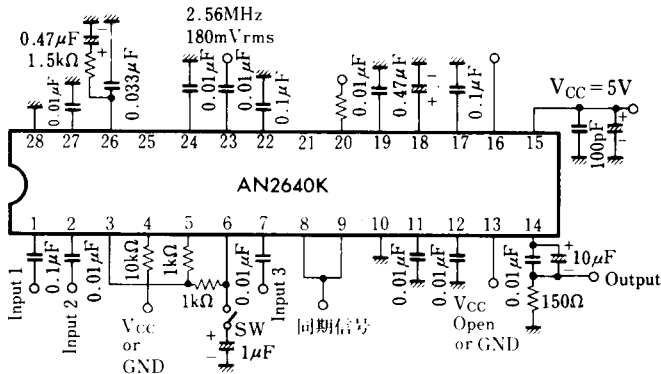 2.56MHz
180mVrms
0.47μF
1.5kΩ
0.01μF
0.033μF
0.01μF
0.01μF
0.1μF
0.01μF
0.47μF
0.01μF
0.1μF
VCC=5V
100pF
28 27 26 25 24 23 22 21 20 19 18 17 16 15
AN2640K
1 2 3 4 5 6 7 8 9 10 11 12 13 14
Input 1
0.1μF
Input 2
0.01μF
10kΩ
1kΩ
1kΩ
VCC
or
GND
SW
1μF
0.01μF
Input 3
同期信号
0.01μF
0.01μF
VCC
Open
or GND
0.01μF
10μF
150Ω
Output